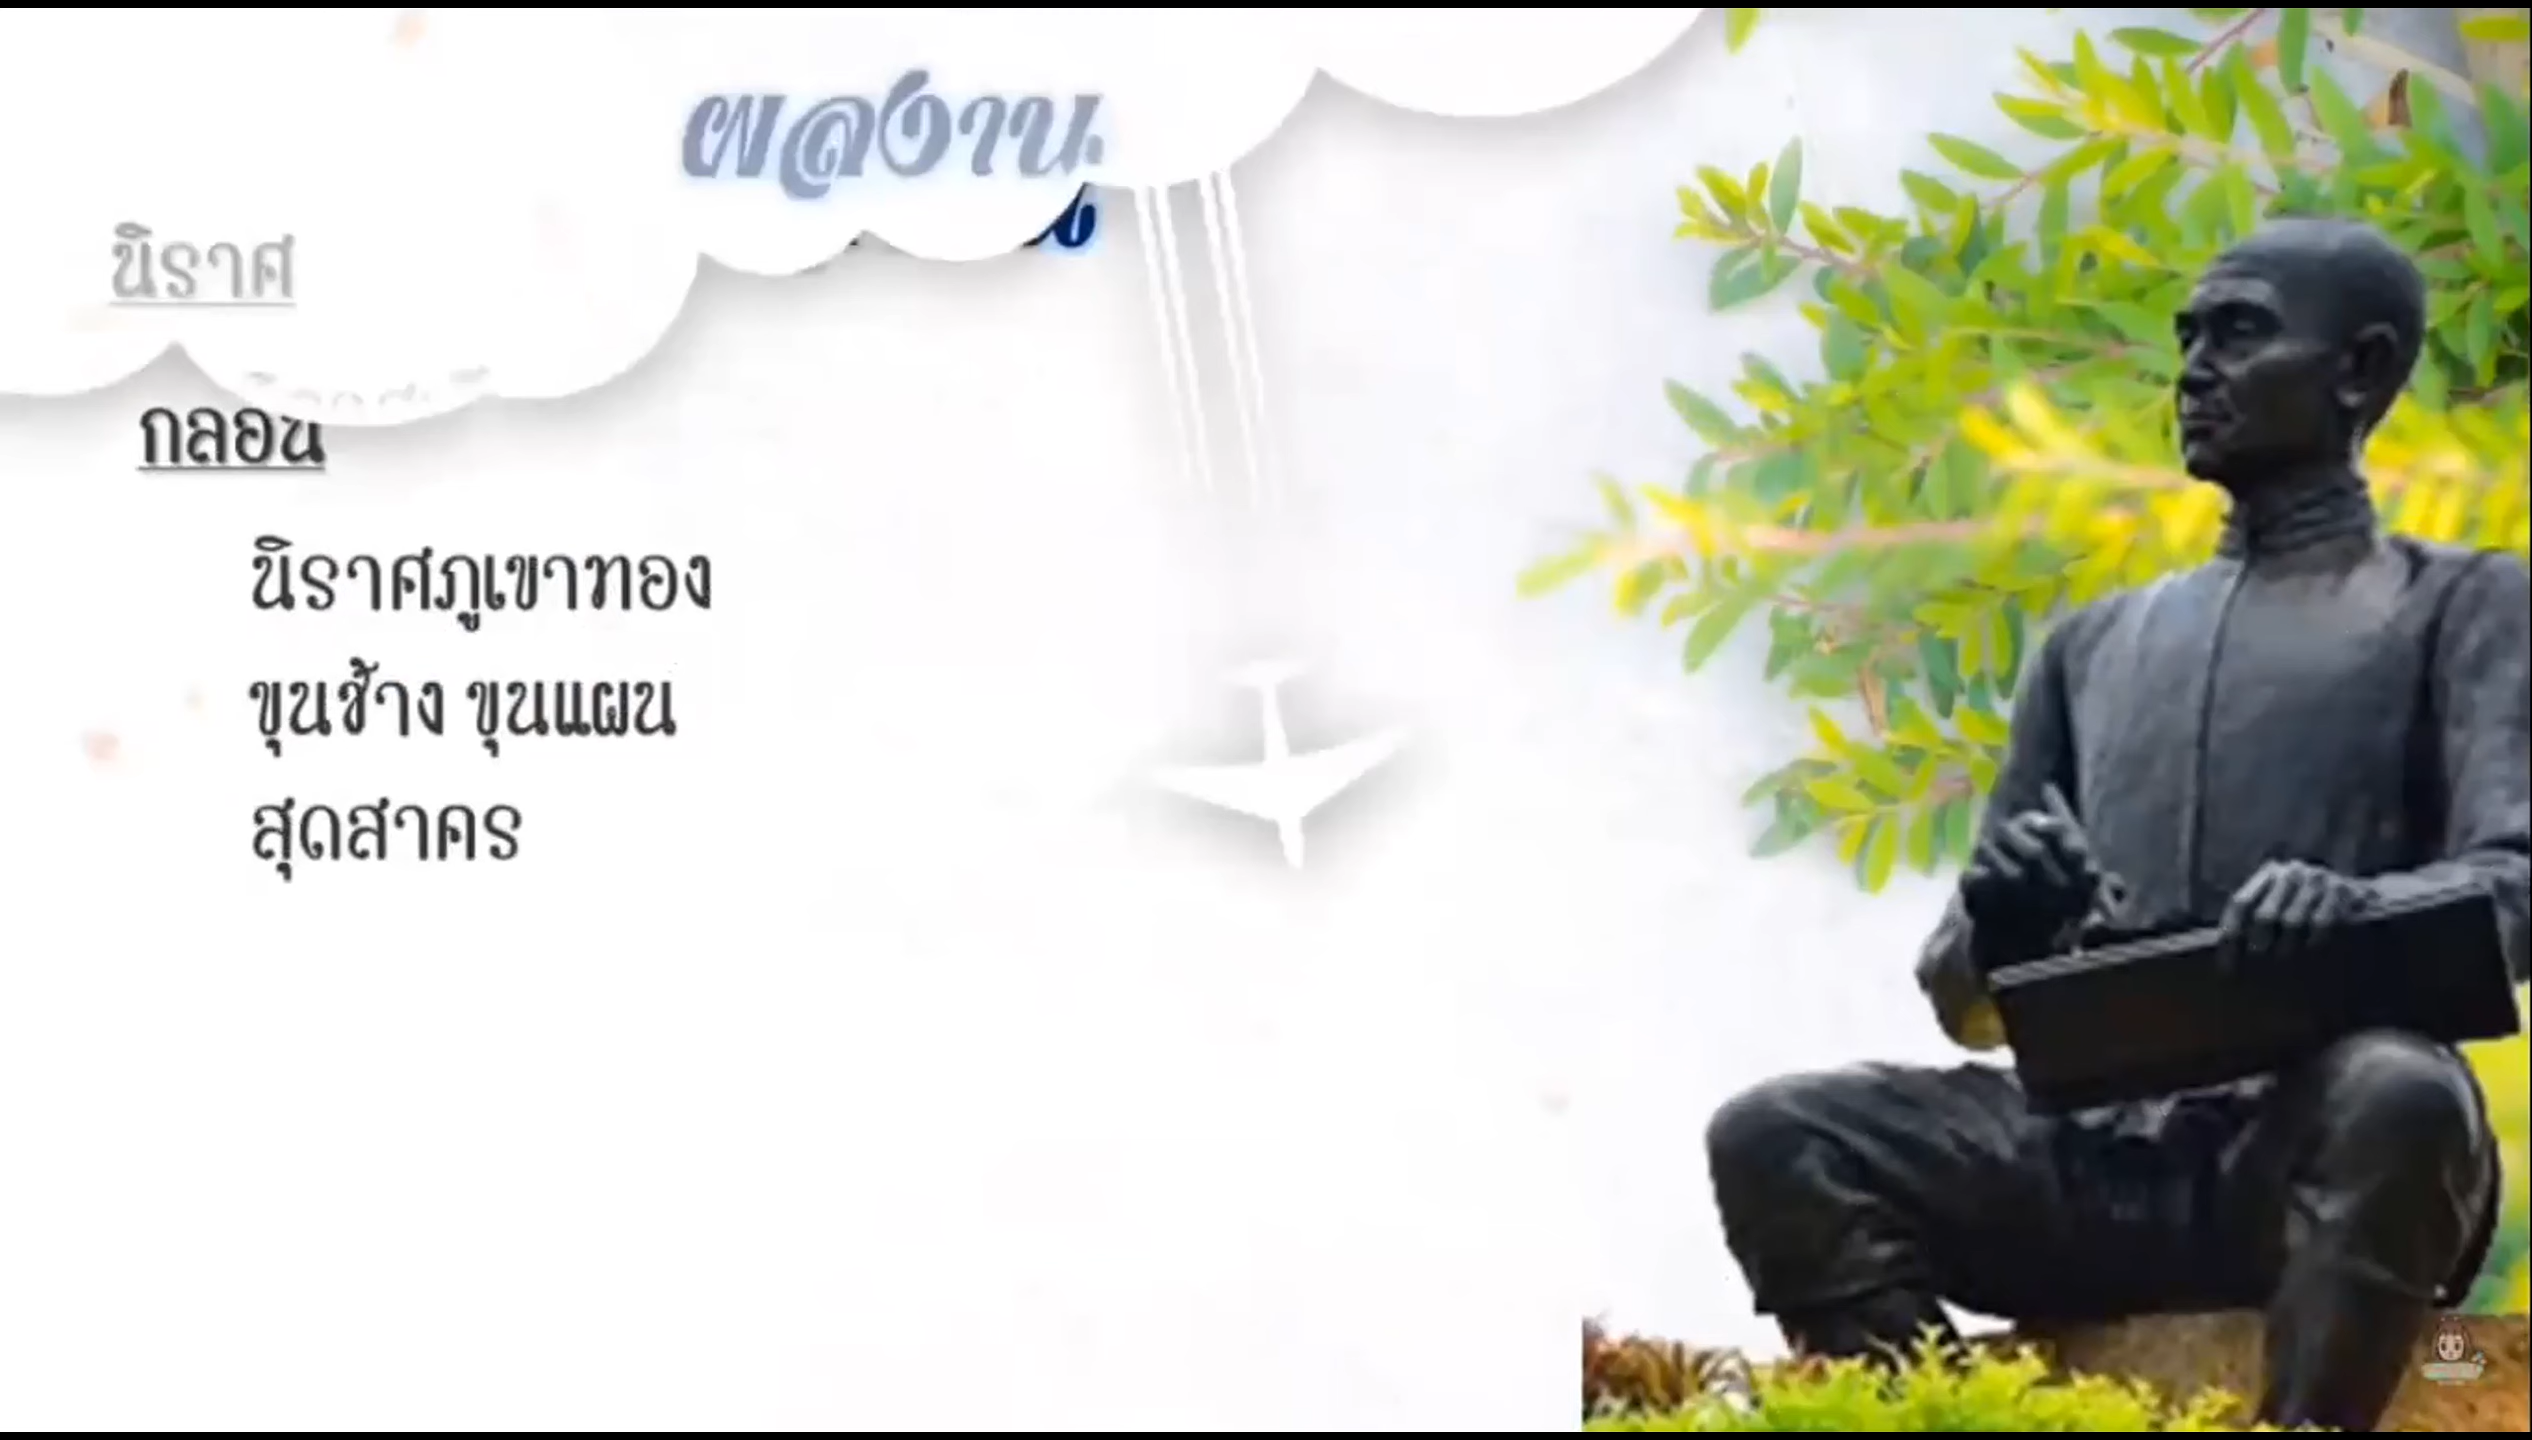 ผลงาน
นิราศ
กลอน
นิราศภูเขาทอง
ขุนช้าง ขุนแผน
สุดสาคร